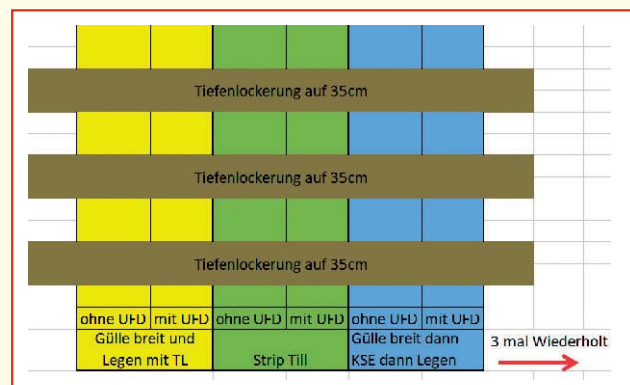 Tiefenlockerung auf 35cm
Tiefenlockerung auf 35cm
Tiefenlockerung auf 35cm
ohne UFD mit UFD ohne UFD mit UFD ohne UFD mit UFD
Gülle breit und
Legen mit TL
Strip Till
Gülle breit dann
KSE dann Legen
3 mal Wiederholt